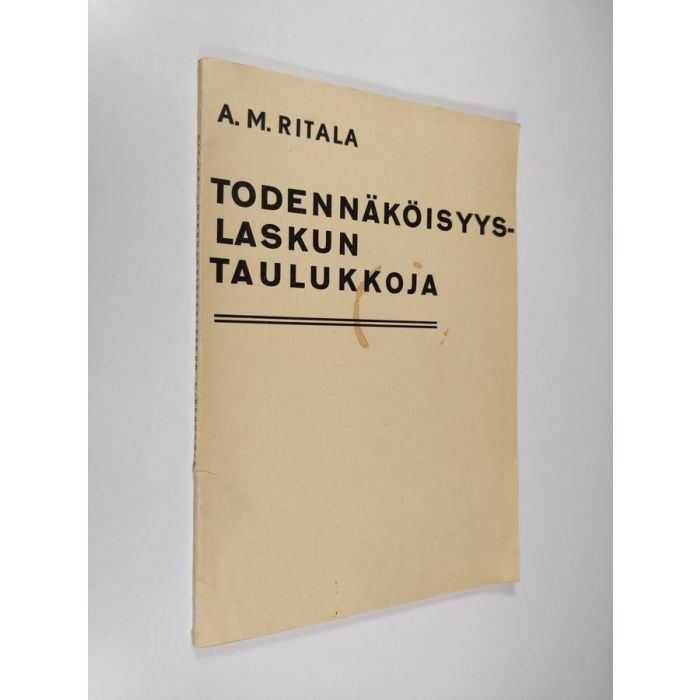 A. M. RITALA
TODENNÄKÖISYYS-
LASKUN
TAULUKKOJA